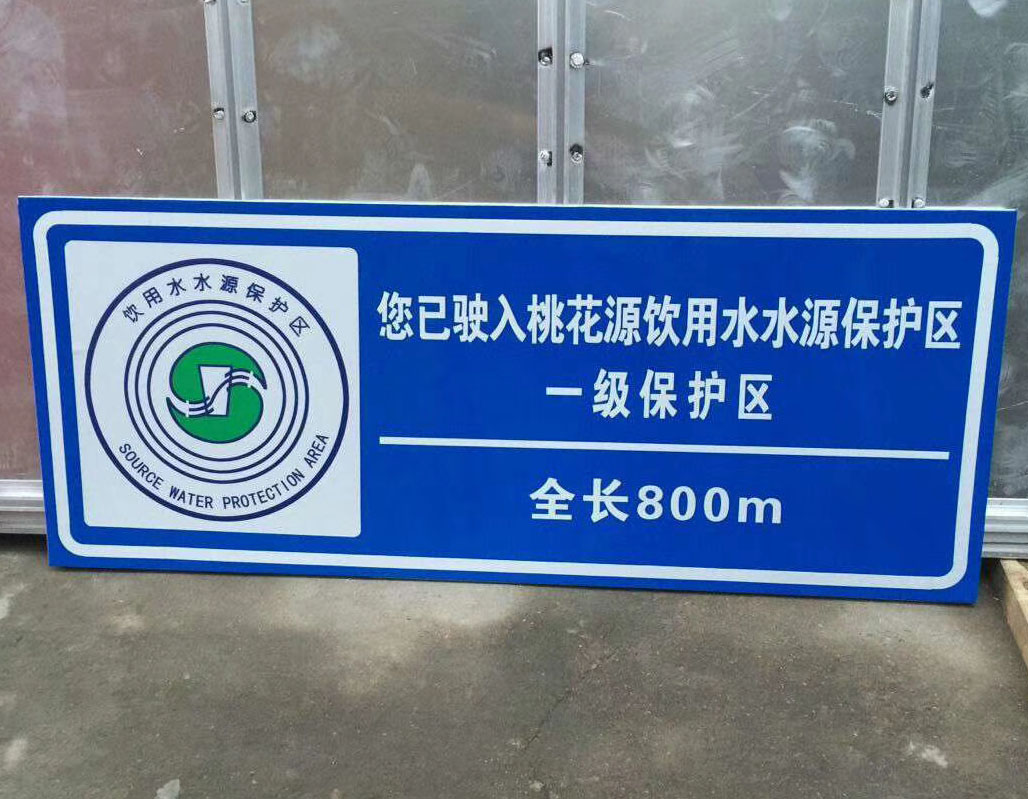 饮用水水源保护区
SOURCE WATER PROTECTION AREA
您已驶入桃花源饮用水水源保护区
一级保护区
全长800m